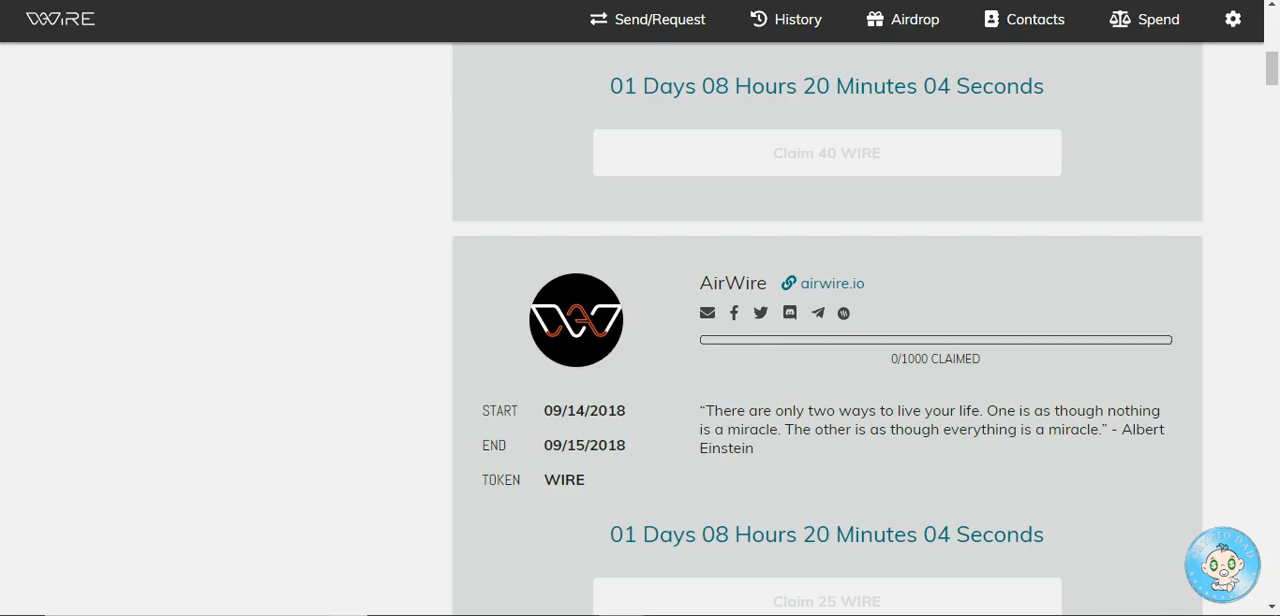 WIRE
Send/Request
History
Airdrop
Contacts
Spend
01 Days 08 Hours 20 Minutes 04 Seconds
Claim 40 WIRE
AirWire
airwire.io
0/1000 CLAIMED
START 09/14/2018
END 09/15/2018
TOKEN WIRE
“There are only two ways to live your life. One is as though nothing
is a miracle. The other is as though everything is a miracle.” - Albert
Einstein
01 Days 08 Hours 20 Minutes 04 Seconds
Claim 25 WIRE
CRYPTO DAD